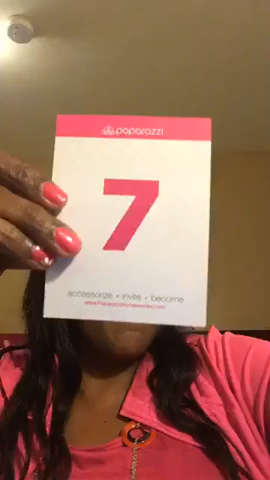 paparazzi
7
accessorize • invite • become